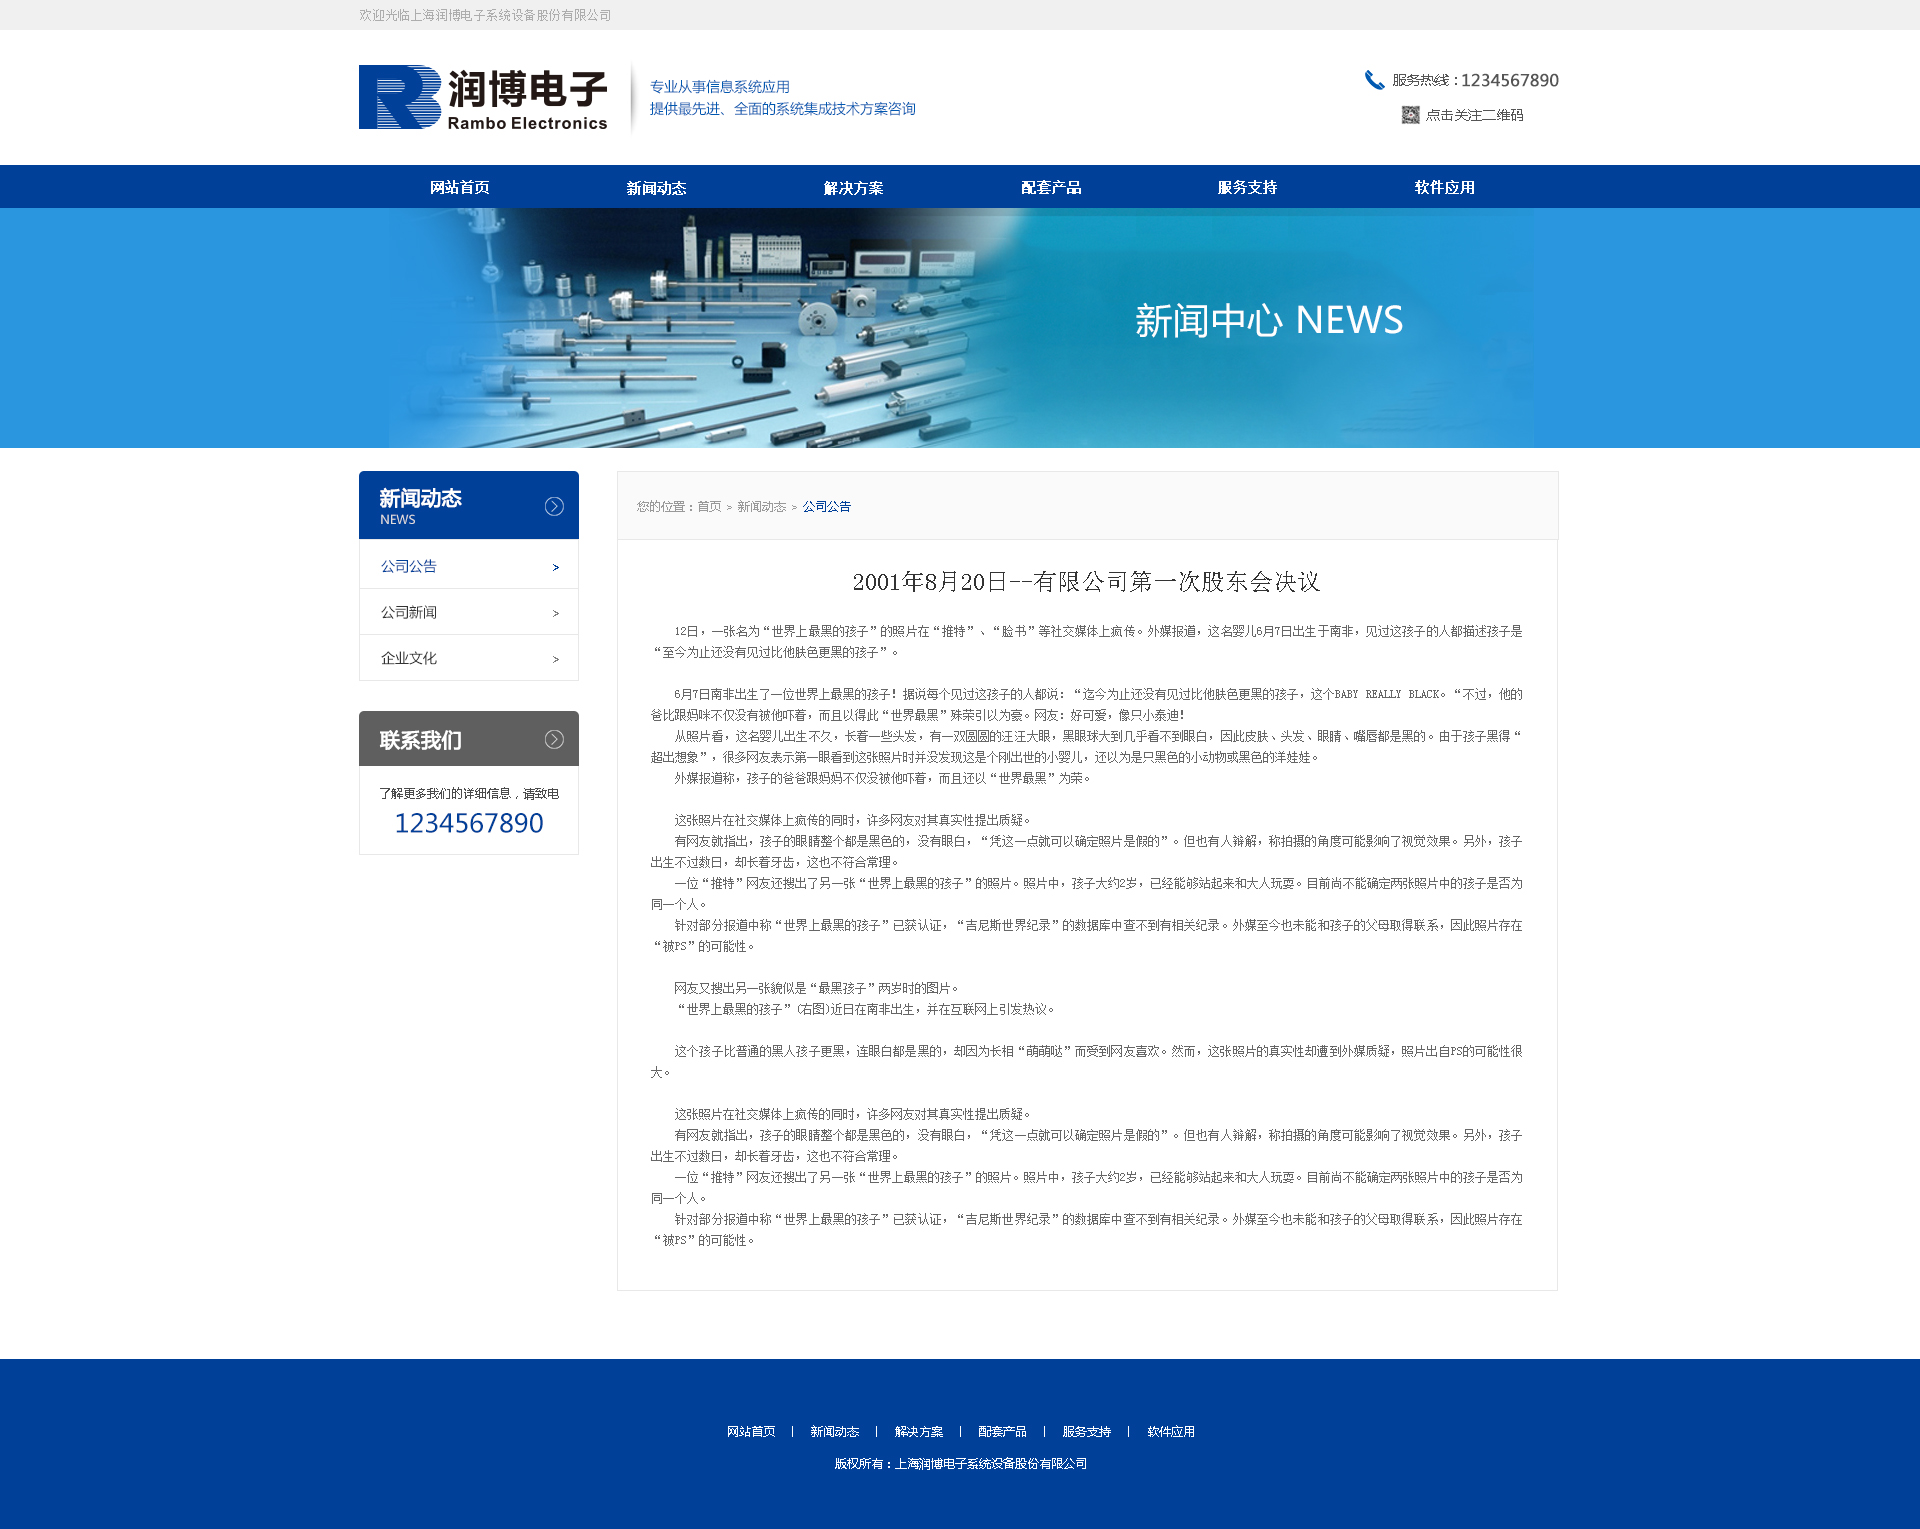 欢迎光临上海润博电子系统设备股份有限公司
润博电子
Rambo Electronics
专业从事信息系统应用
提供最先进、全面的系统集成技术方案咨询
服务热线：1234567890
点击关注二维码
网站首页 新闻动态 解决方案 配套产品 服务支持 软件应用
新闻中心 NEWS
新闻动态
NEWS
公司公告 >
公司新闻 >
企业文化 >
联系我们
了解更多我们的详细信息，请致电
1234567890
您的位置：首页 > 新闻动态 > 公司公告
2001年8月20日--有限公司第一次股东会决议
12日，一张名为“世界上最黑的孩子”的照片在“推特”、“脸书”等社交媒体上疯传。外媒报道，这名婴儿6月7日出生于南非，见过这孩子的人都描述孩子是
“至今为止还没有见过比他肤色更黑的孩子”。
6月7日南非出生了一位世界上最黑的孩子！据说每个见过这孩子的人都说：“迄今为止还没有见过比他肤色更黑的孩子，这个BABY REALLY BLACK。“不过，他的
爸比跟妈咪不仅没有被他吓着，而且以得此“世界最黑”殊荣引以为豪。网友：好可爱，像只小泰迪！
从照片看，这名婴儿出生不久，长着一些头发，有一双圆圆的汪汪大眼，黑眼球大到几乎看不到眼白，因此皮肤、头发、眼睛、嘴唇都是黑的。由于孩子黑得“
超出想象”，很多网友表示第一眼看到这张照片时并没发现这是个刚出世的小婴儿，还以为是只黑色的小动物或黑色的洋娃娃。
外媒报道称，孩子的爸爸跟妈妈不仅没被他吓着，而且还以“世界最黑”为荣。
这张照片在社交媒体上疯传的同时，许多网友对其真实性提出质疑。
有网友就指出，孩子的眼睛整个都是黑色的，没有眼白，“凭这一点就可以确定照片是假的”。但也有人辩解，称拍摄的角度可能影响了视觉效果。另外，孩子
出生不过数日，却长着牙齿，这也不符合常理。
一位“推特”网友还搜出了另一张“世界上最黑的孩子”的照片。照片中，孩子大约2岁，已经能够站起来和大人玩耍。目前尚不能确定两张照片中的孩子是否为
同一个人。
针对部分报道中称“世界上最黑的孩子”已获认证，“吉尼斯世界纪录”的数据库中查不到有相关纪录。外媒至今也未能和孩子的父母取得联系，因此照片存在
“被PS”的可能性。
网友又搜出另一张貌似是“最黑孩子”两岁时的图片。
“世界上最黑的孩子”(右图)近日在南非出生，并在互联网上引发热议。
这个孩子比普通的黑人孩子更黑，连眼白都是黑的，却因为长相“萌萌哒”而受到网友喜欢。然而，这张照片的真实性却遭到外媒质疑，照片出自PS的可能性很
大。
这张照片在社交媒体上疯传的同时，许多网友对其真实性提出质疑。
有网友就指出，孩子的眼睛整个都是黑色的，没有眼白，“凭这一点就可以确定照片是假的”。但也有人辩解，称拍摄的角度可能影响了视觉效果。另外，孩子
出生不过数日，却长着牙齿，这也不符合常理。
一位“推特”网友还搜出了另一张“世界上最黑的孩子”的照片。照片中，孩子大约2岁，已经能够站起来和大人玩耍。目前尚不能确定两张照片中的孩子是否为
同一个人。
针对部分报道中称“世界上最黑的孩子”已获认证，“吉尼斯世界纪录”的数据库中查不到有相关纪录。外媒至今也未能和孩子的父母取得联系，因此照片存在
“被PS”的可能性。
网站首页 | 新闻动态 | 解决方案 | 配套产品 | 服务支持 | 软件应用
版权所有：上海润博电子系统设备股份有限公司